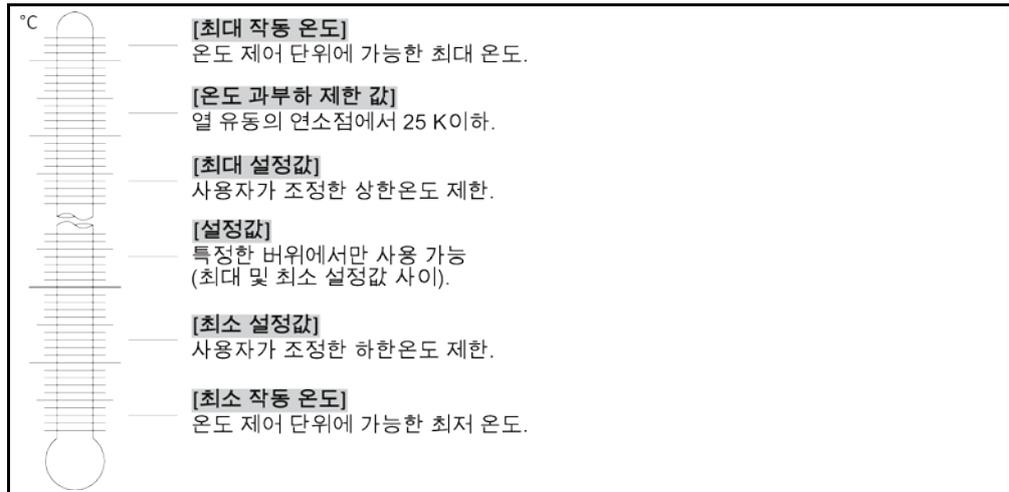 °C
[최대 작동 온도]
온도 제어 단위에 가능한 최대 온도.
[온도 과부하 제한 값]
열 유동의 연소점에서 25 K이하.
[최대 설정값]
사용자가 조정한 상한온도 제한.
[설정값]
특정한 버위에서만 사용 가능
(최대 및 최소 설정값 사이).
[최소 설정값]
사용자가 조정한 하한온도 제한.
[최소 작동 온도]
온도 제어 단위에 가능한 최저 온도.